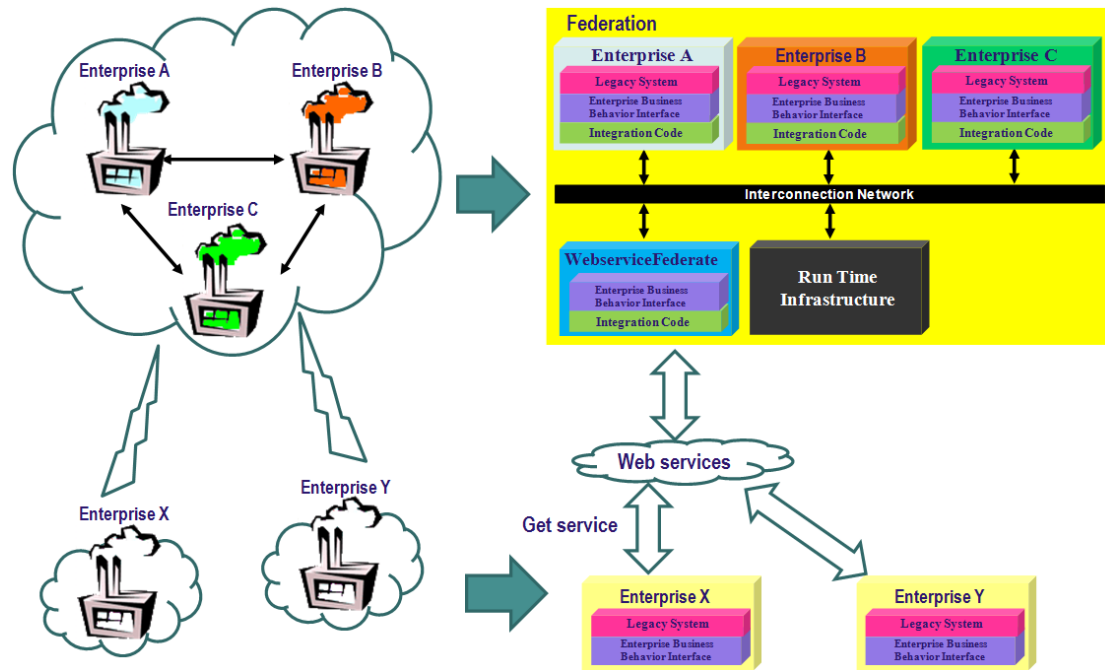 Enterprise A
Enterprise B
Enterprise C
Enterprise X
Enterprise Y
Federation
Enterprise A
Legacy System
Enterprise Business
Behavior Interface
Integration Code
Enterprise B
Legacy System
Enterprise Business
Behavior Interface
Integration Code
Enterprise C
Legacy System
Enterprise Business
Behavior Interface
Integration Code
Interconnection Network
WebserviceFederate
Enterprise Business
Behavior Interface
Integration Code
Run Time
Infrastructure
Web services
Get service
Enterprise X
Legacy System
Enterprise Business
Behavior Interface
Enterprise Y
Legacy System
Enterprise Business
Behavior Interface